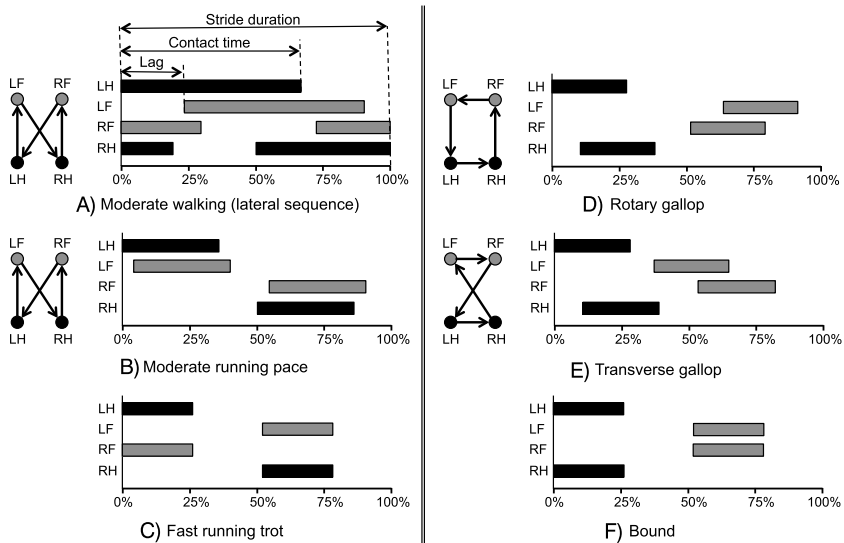 Stride duration
Contact time
Lag
LF RF
LH RH
LH
LF
RF
RH
0% 25% 50% 75% 100%
A) Moderate walking (lateral sequence)
LF RF
LH RH
LH
LF
RF
RH
0% 25% 50% 75% 100%
B) Moderate running pace
LH
LF
RF
RH
0% 25% 50% 75% 100%
C) Fast running trot
LF RF
LH RH
LH
LF
RF
RH
0% 25% 50% 75% 100%
D) Rotary gallop
LF RF
LH RH
LH
LF
RF
RH
0% 25% 50% 75% 100%
E) Transverse gallop
LH
LF
RF
RH
0% 25% 50% 75% 100%
F) Bound